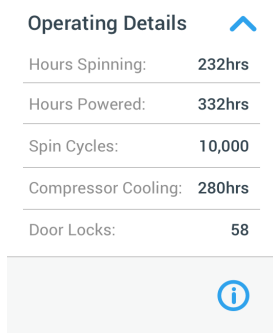 Operating Details
Hours Spinning: 232hrs
Hours Powered: 332hrs
Spin Cycles: 10,000
Compressor Cooling: 280hrs
Door Locks: 58